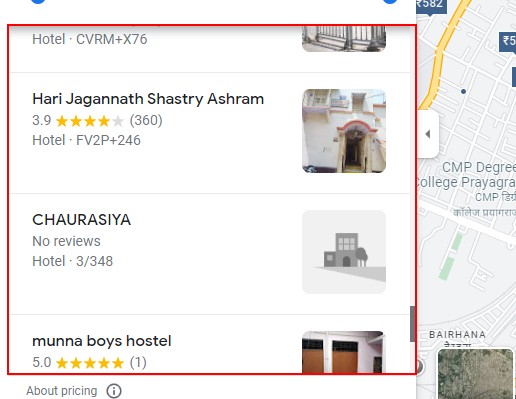 ₹582
Hotel · CVRM+X76
Hari Jagannath Shastry Ashram
3.9 (360)
Hotel · FV2P+246
CHAURASIYA
No reviews
Hotel · 3/348
munna boys hostel
5.0 (1)
About pricing
₹5
CMP Degree
College Prayagra
CMP डिग्र
कॉलेज प्रयागराज
BAIRHANA